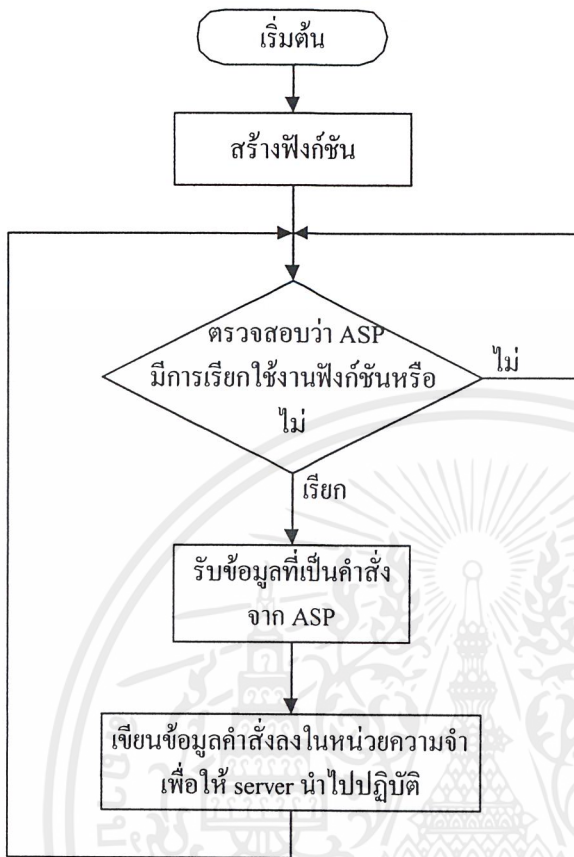 เริ่มต้น
สร้างฟังก์ชัน
ตรวจสอบว่า ASP
มีการเรียกใช้งานฟังก์ชันหรือ
ไม่
ไม่
เรียก
รับข้อมูลที่เป็นคำสั่ง
จาก ASP
เขียนข้อมูลคำสั่งลงในหน่วยความจำ
เพื่อให้ server นำไปปฏิบัติ